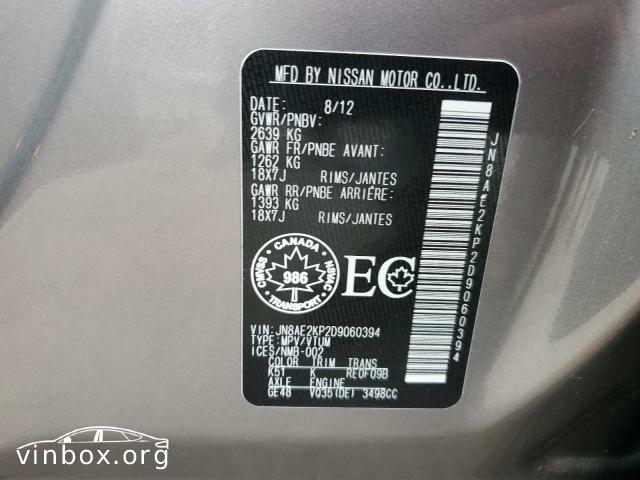 MFD BY NISSAN MOTOR CO.,LTD.
DATE: 8/12
GVWR/PNBV:
2639 KG
GAWR FR/PNBE AVANT:
1262 KG
18X7J RIMS/JANTES
GAWR RR/PNBE ARRIÈRE:
1393 KG
18X7J RIMS/JANTES
CANADA
CMVSS 986 NSVAC
TRANSPORT
EC
VIN: JN8AE2KP2D9060394
TYPE: MPV/VTUM
ICES/NMB-002
COLOR TRIM TRANS
K51 K RE0F09B
AXLE ENGINE
GE48 VQ35(DE) 3498CC
JN8AE2KP2D9060394
vinbox.org